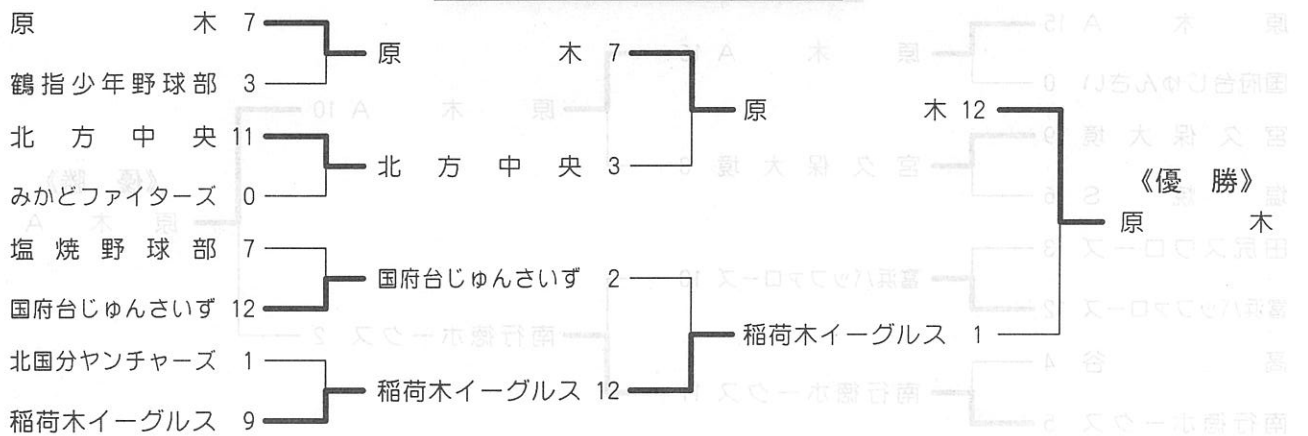 原木 7
鶴指少年野球部 3
北方中央 11
みかどファイターズ 0
塩焼野球部 7
国府台じゅんさいず 12
北国分ヤンチャーズ 1
稲荷木イーグルス 9
原木 7
北方中央 3
国府台じゅんさいず 2
稲荷木イーグルス 12
原木 12
稲荷木イーグルス 1
《優勝》
原木